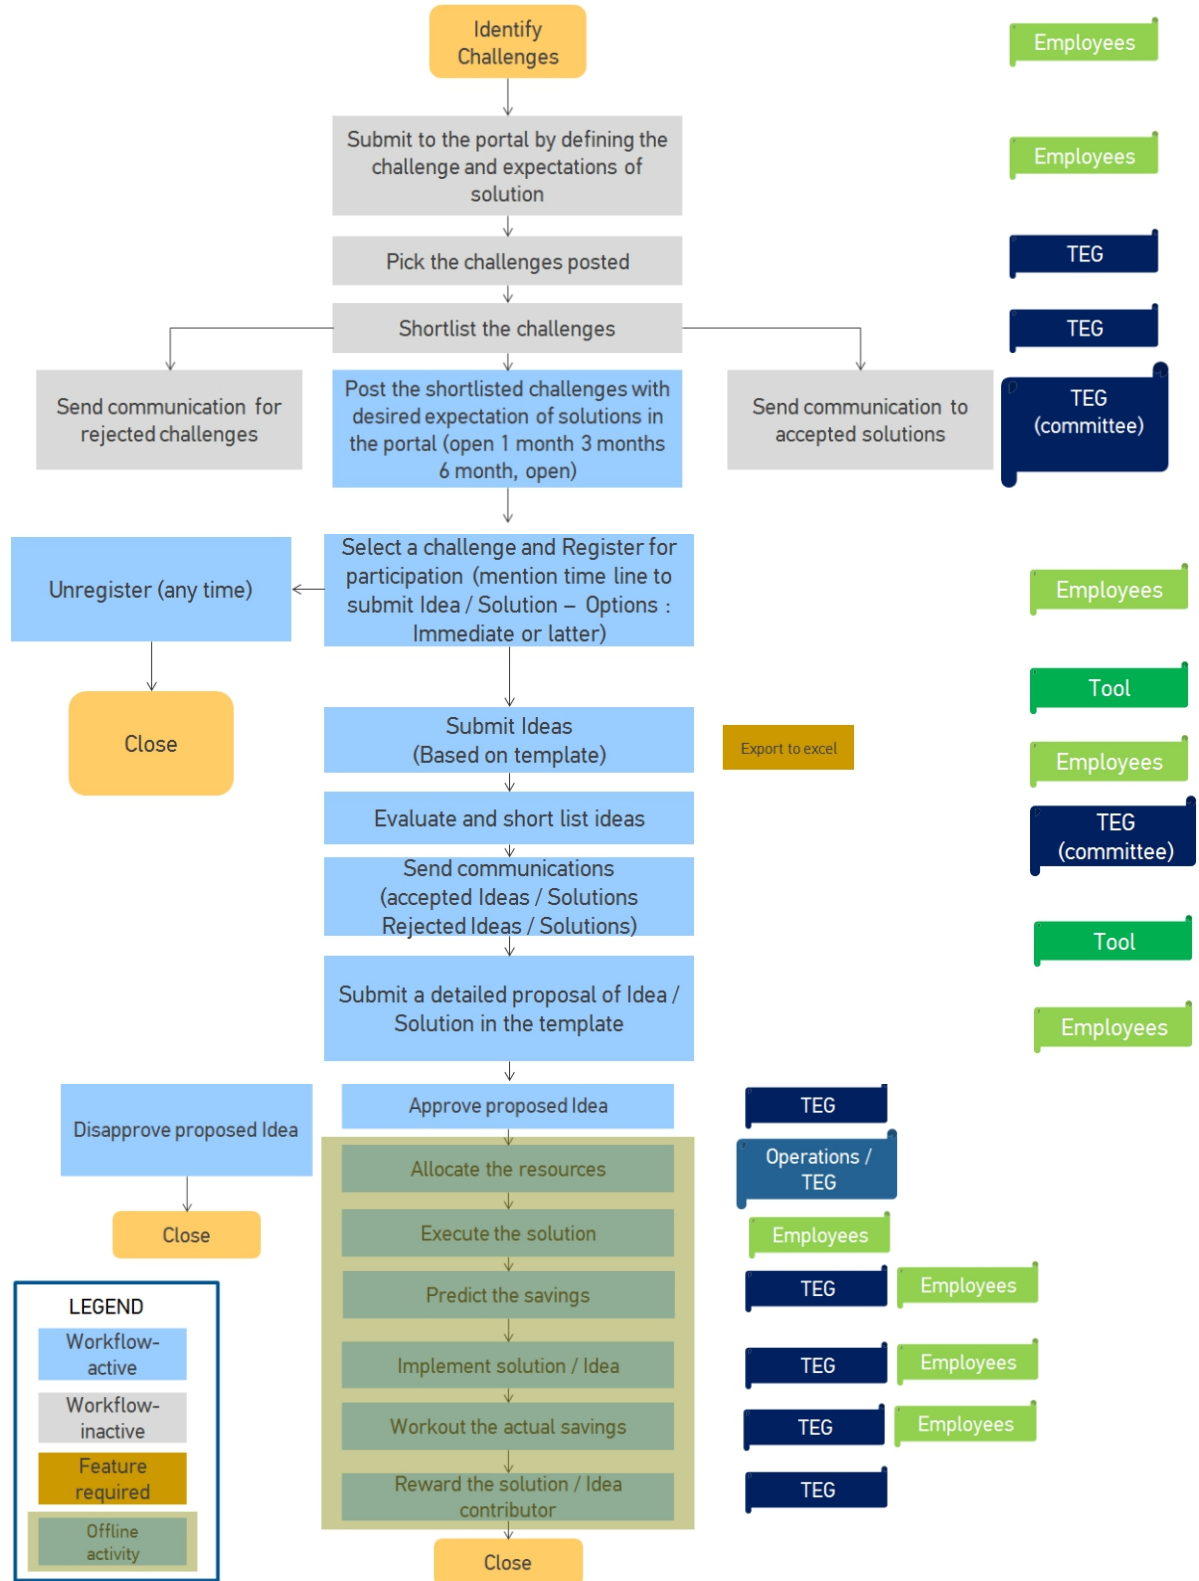 Identify
Challenges
Employees
Submit to the portal by defining the
challenge and expectations of
solution
Employees
Pick the challenges posted
TEG
Shortlist the challenges
TEG
Send communication for
rejected challenges
Post the shortlisted challenges with
desired expectation of solutions in
the portal (open 1 month 3 months
6 month, open)
Send communication to
accepted solutions
TEG
(committee)
Unregister (any time)
Select a challenge and Register for
participation (mention time line to
submit Idea / Solution – Options :
Immediate or latter)
Employees
Close
Tool
Submit Ideas
(Based on template)
Export to excel
Employees
Evaluate and short list ideas
TEG
(committee)
Send communications
(accepted Ideas / Solutions
Rejected Ideas / Solutions)
Tool
Submit a detailed proposal of Idea /
Solution in the template
Employees
Disapprove proposed Idea
Approve proposed Idea
TEG
Allocate the resources
Operations /
TEG
Close
Execute the solution
Employees
Predict the savings
TEG
Employees
Implement solution / Idea
TEG
Employees
Workout the actual savings
TEG
Employees
Reward the solution / Idea
contributor
TEG
Close
LEGEND
Workflow-
active
Workflow-
inactive
Feature
required
Offline
activity